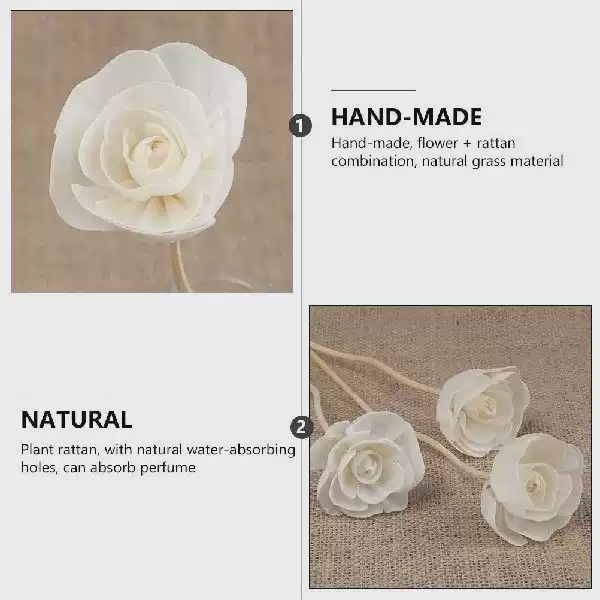 1
HAND-MADE
Hand-made, flower + rattan
combination, natural grass material
NATURAL
2
Plant rattan, with natural water-absorbing
holes, can absorb perfume